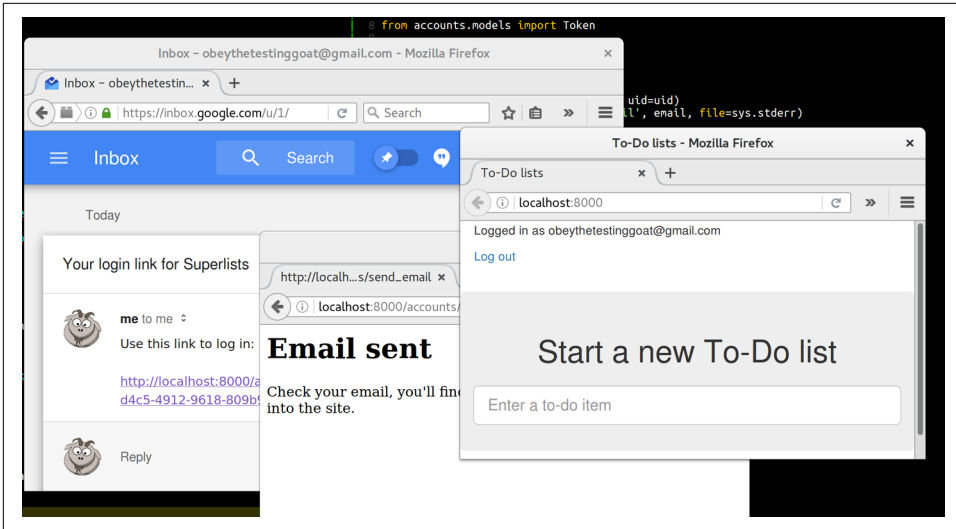 8 from accounts.models import Token
Inbox – obeythetestinggoat@gmail.com - Mozilla Firefox
Inbox – obeythetestin...
https://inbox.google.com/u/1/
Search
uid=uid)
', email, file=sys.stderr)
Inbox
Search
Today
Your login link for Superlists
me to me
Use this link to log in:
http://localhost:8000/a
d4c5-4912-9618-809b9
Reply
http://localh...s/send_email
localhost:8000/accounts/
Email sent
Check your email, you'll find
into the site.
To-Do lists - Mozilla Firefox
To-Do lists
localhost:8000
Logged in as obeythetestinggoat@gmail.com
Log out
Start a new To-Do list
Enter a to-do item